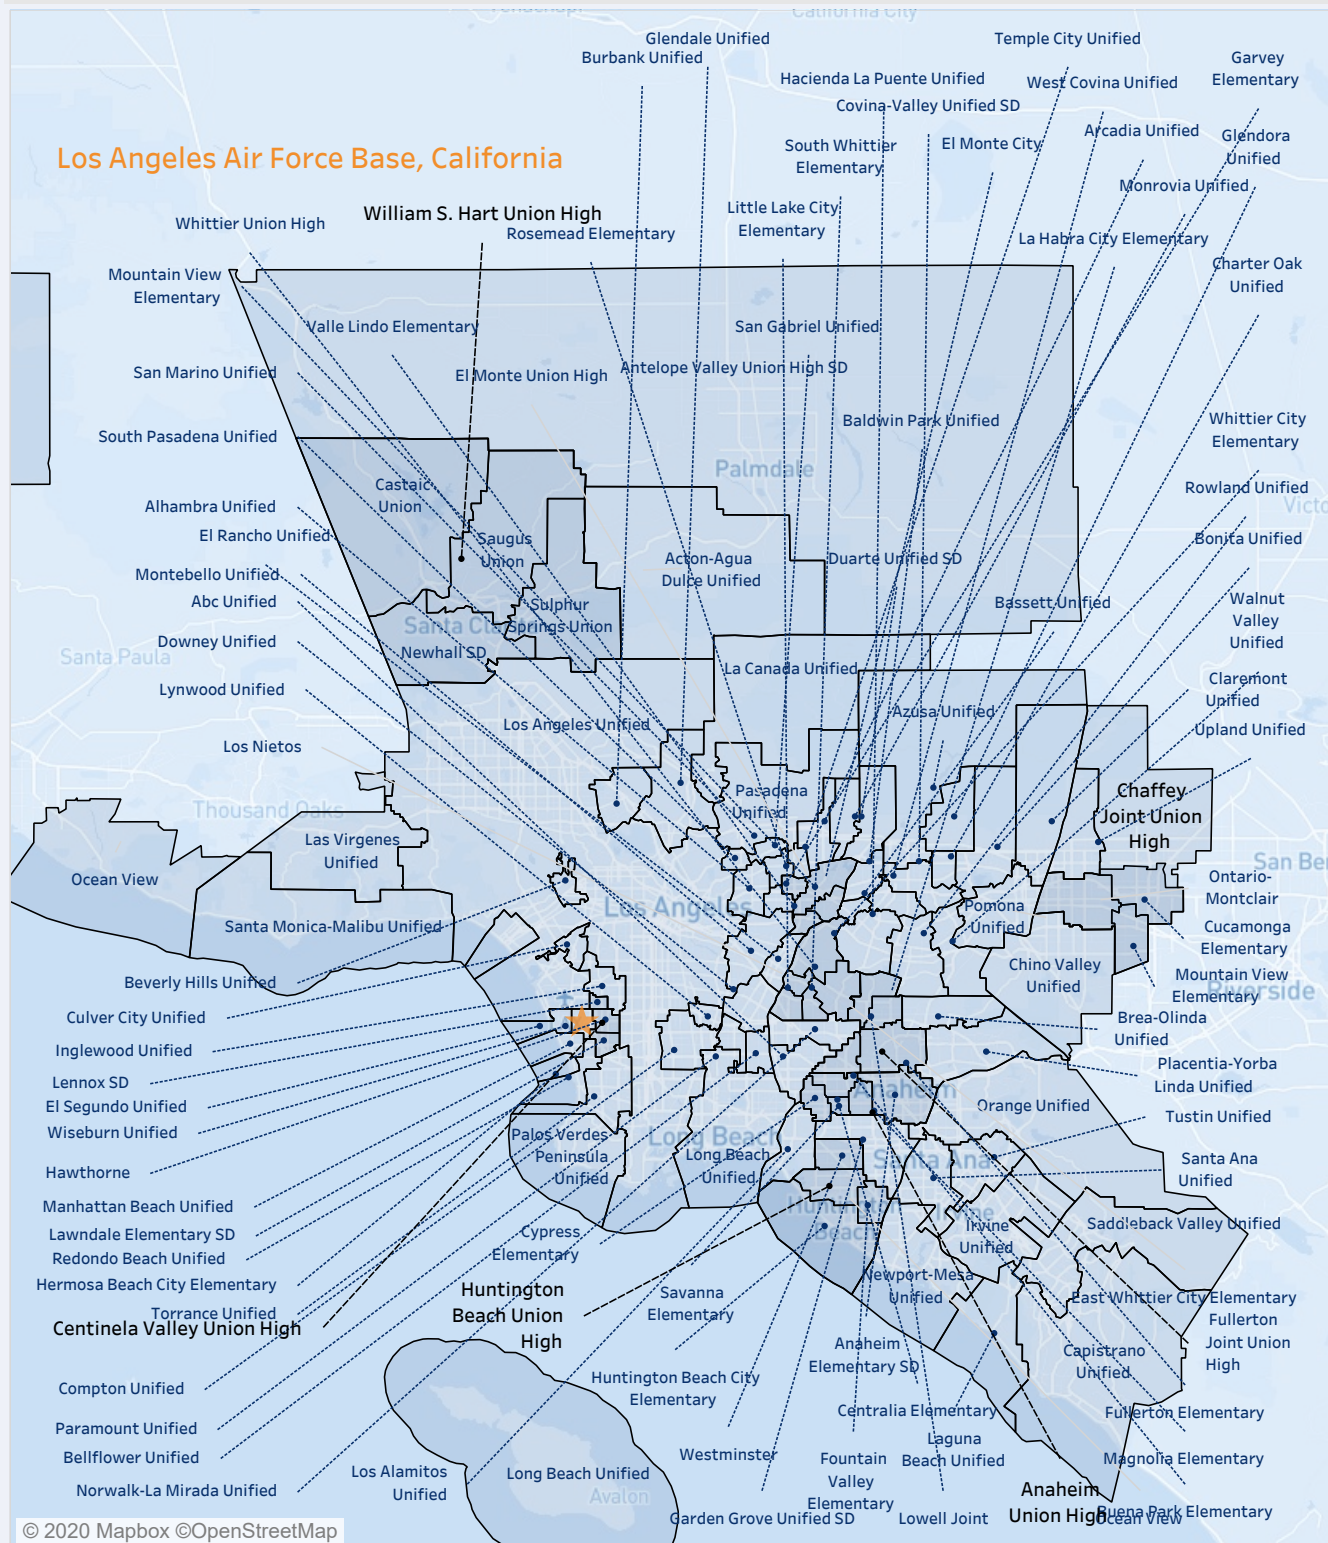 Tehachapi
California City
Glendale Unified
Burbank Unified
Temple City Unified
Garvey
Elementary
Hacienda La Puente Unified
West Covina Unified
Covina-Valley Unified SD
Los Angeles Air Force Base, California
South Whittier
Elementary
El Monte City
Arcadia Unified
Glendora
Unified
Monrovia Unified
Whittier Union High
William S. Hart Union High
Rosemead Elementary
Little Lake City
Elementary
La Habra City Elementary
Mountain View
Elementary
Charter Oak
Unified
Valle Lindo Elementary
San Gabriel Unified
San Marino Unified
El Monte Union High
Antelope Valley Union High SD
South Pasadena Unified
Baldwin Park Unified
Whittier City
Elementary
Palmdale
Castaic
Union
Rowland Unified
Victo
Alhambra Unified
El Rancho Unified
Saugus
Union
Acton-Agua
Dulce Unified
Duarte Unified SD
Bonita Unified
Montebello Unified
Abc Unified
Sulphur
Springs Union
Bassett Unified
Walnut
Valley
Unified
Santa Cla
Downey Unified
Newhall SD
Santa Paula
La Canada Unified
Lynwood Unified
Claremont
Unified
Los Nietos
Los Angeles Unified
Azusa Unified
Upland Unified
Thousand Oaks
Pasadena
Unified
Chaffey
Joint Union
High
Las Virgenes
Unified
San Ber
Ocean View
Ontario-
Montclair
Los Angeles
Pomona
Unified
Santa Monica-Malibu Unified
Cucamonga
Elementary
Chino Valley
Unified
Beverly Hills Unified
Mountain View
Elementary
Riverside
Culver City Unified
Brea-Olinda
Unified
Inglewood Unified
Lennox SD
Placentia-Yorba
Linda Unified
El Segundo Unified
Anaheim
Orange Unified
Wiseburn Unified
Tustin Unified
Palos Verdes
Peninsula
Unified
Long Beach
Long Beach
Unified
Santa Ana
Santa Ana
Unified
Hawthorne
Manhattan Beach Unified
Huntington
Beach
Irvine
Irvine
Unified
Saddleback Valley Unified
Lawndale Elementary SD
Redondo Beach Unified
Cypress
Elementary
Hermosa Beach City Elementary
Newport-Mesa
Unified
Huntington
Beach Union
High
Savanna
Elementary
East Whittier City Elementary
Torrance Unified
Centinela Valley Union High
Fullerton
Joint Union
High
Anaheim
Elementary SD
Capistrano
Unified
Compton Unified
Huntington Beach City
Elementary
Centralia Elementary
Fullerton Elementary
Paramount Unified
Bellflower Unified
Westminster
Laguna
Beach Unified
Magnolia Elementary
Los Alamitos
Unified
Long Beach Unified
Fountain
Valley
Elementary
Norwalk-La Mirada Unified
Avalon
Anaheim
Union High
Buena Park Elementary
Garden Grove Unified SD
Lowell Joint
Ocean View
© 2020 Mapbox ©OpenStreetMap